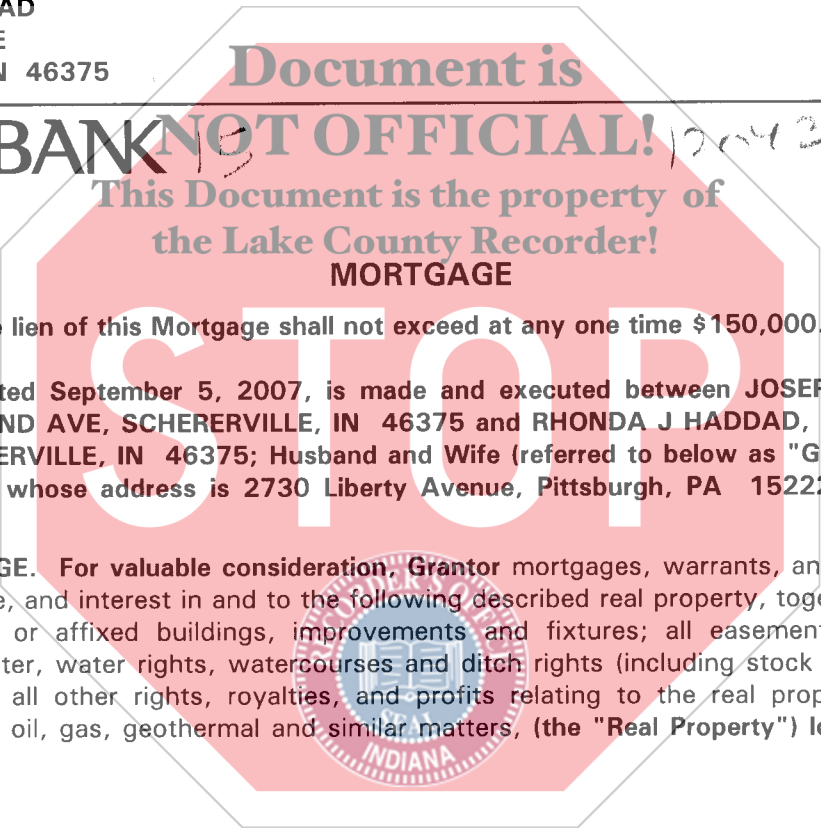 AD
E
N 46375
Document is
BANK NOT OFFICIAL!
This Document is the property of
the Lake County Recorder!
MORTGAGE
e lien of this Mortgage shall not exceed at any one time $150,000.
ted September 5, 2007, is made and executed between JOSEP
ND AVE, SCHERERVILLE, IN 46375 and RHONDA J HADDAD,
ERVILLE, IN 46375; Husband and Wife (referred to below as "G
whose address is 2730 Liberty Avenue, Pittsburgh, PA 15222
STOP
GE. For valuable consideration, Grantor mortgages, warrants, an
e, and interest in and to the following described real property, toge
or affixed buildings, improvements and fixtures; all easement
ter, water rights, watercourses and ditch rights (including stock
all other rights, royalties, and profits relating to the real prop
oil, gas, geothermal and similar matters, (the "Real Property") l
RECORDER'S OFFICE
SEAL
INDIANA